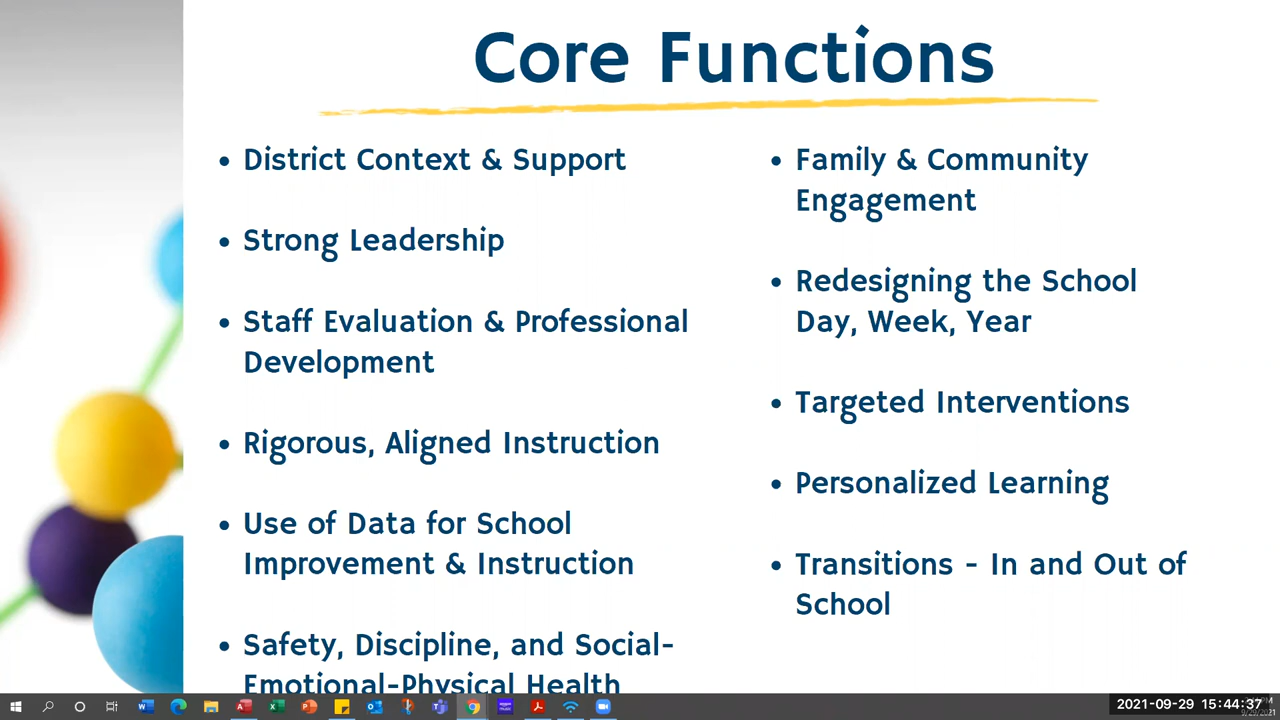 Core Functions
• District Context & Support
• Strong Leadership
• Staff Evaluation & Professional
Development
• Rigorous, Aligned Instruction
• Use of Data for School
Improvement & Instruction
• Safety, Discipline, and Social-
Emotional-Physical Health
• Family & Community
Engagement
• Redesigning the School
Day, Week, Year
• Targeted Interventions
• Personalized Learning
• Transitions - In and Out of
School
2021-09-29 15:44:37